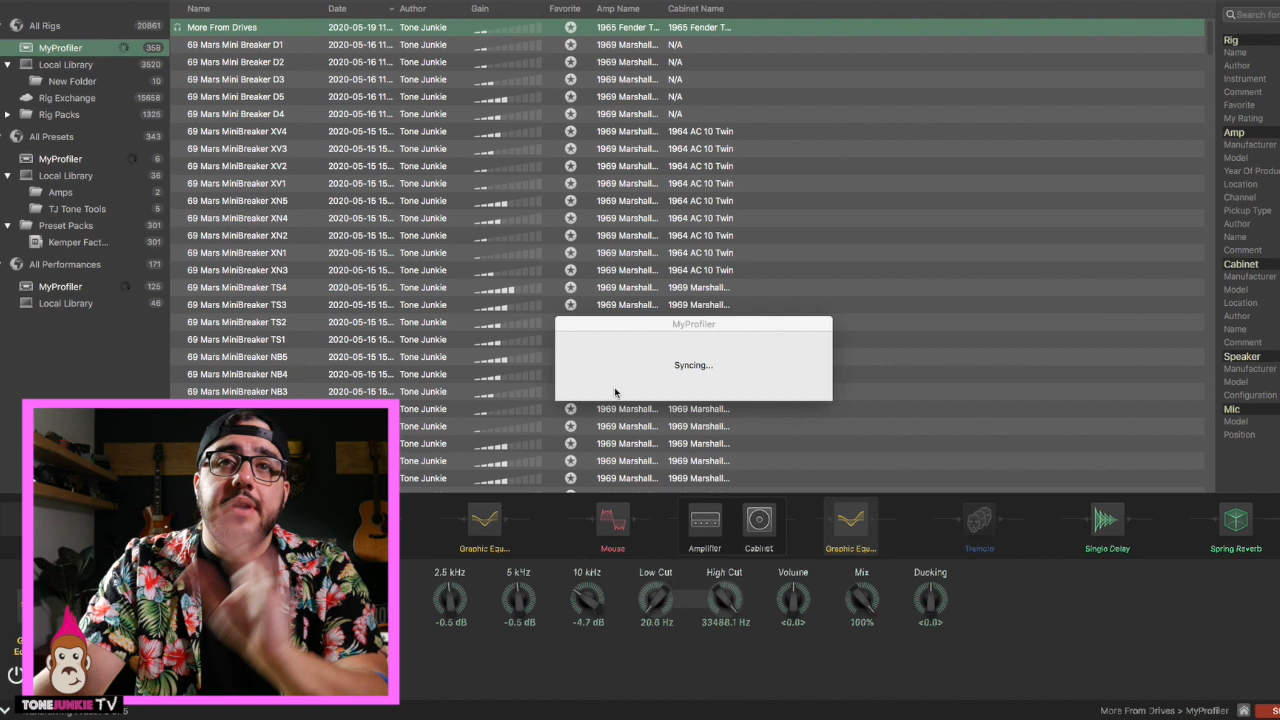 Name Date Author Gain Favorite Amp Name Cabinet Name
Search for
All Rigs 20861
MyProfiler 358
Local Library 3520
New Folder 10
Rig Exchange 15658
Rig Packs 1325
All Presets 343
MyProfiler 6
Local Library 36
Amps 2
TJ Tone Tools 5
Preset Packs 301
Kemper Fact... 301
All Performances 171
MyProfiler 125
Local Library 46
More From Drives 2020-05-19 11... Tone Junkie 1965 Fender T... 1965 Fender T...
69 Mars Mini Breaker D1 2020-05-16 11... Tone Junkie 1969 Marshall... N/A
69 Mars Mini Breaker D2 2020-05-16 11... Tone Junkie 1969 Marshall... N/A
69 Mars Mini Breaker D3 2020-05-16 11... Tone Junkie 1969 Marshall... N/A
69 Mars Mini Breaker D5 2020-05-16 11... Tone Junkie 1969 Marshall... N/A
69 Mars Mini Breaker D4 2020-05-16 11... Tone Junkie 1969 Marshall... N/A
69 Mars MiniBreaker XV4 2020-05-15 15... Tone Junkie 1969 Marshall... 1964 AC 10 Twin
69 Mars MiniBreaker XV3 2020-05-15 15... Tone Junkie 1969 Marshall... 1964 AC 10 Twin
69 Mars MiniBreaker XV2 2020-05-15 15... Tone Junkie 1969 Marshall... 1964 AC 10 Twin
69 Mars MiniBreaker XV1 2020-05-15 15... Tone Junkie 1969 Marshall... 1964 AC 10 Twin
69 Mars MiniBreaker XN5 2020-05-15 15... Tone Junkie 1969 Marshall... 1964 AC 10 Twin
69 Mars MiniBreaker XN4 2020-05-15 15... Tone Junkie 1969 Marshall... 1964 AC 10 Twin
69 Mars MiniBreaker XN2 2020-05-15 15... Tone Junkie 1969 Marshall... 1964 AC 10 Twin
69 Mars MiniBreaker XN1 2020-05-15 15... Tone Junkie 1969 Marshall... 1964 AC 10 Twin
69 Mars MiniBreaker XN3 2020-05-15 15... Tone Junkie 1969 Marshall... 1964 AC 10 Twin
69 Mars MiniBreaker TS4 2020-05-15 15... Tone Junkie 1969 Marshall... 1969 Marshall...
69 Mars MiniBreaker TS3 2020-05-15 15... Tone Junkie 1969 Marshall... 1969 Marshall...
69 Mars MiniBreaker TS2 2020-05-15 15... Tone Junkie
69 Mars MiniBreaker TS1 2020-05-15 15... Tone Junkie
69 Mars MiniBreaker NB5 2020-05-15 15... Tone Junkie
69 Mars MiniBreaker NB4 2020-05-15 15... Tone Junkie
69 Mars MiniBreaker NB3 2020-05-15 15... Tone Junkie
Tone Junkie 1969 Marshall... 1969 Marshall...
Tone Junkie 1969 Marshall... 1969 Marshall...
Tone Junkie 1969 Marshall... 1969 Marshall...
Tone Junkie 1969 Marshall... 1969 Marshall...
Tone Junkie 1969 Marshall... 1969 Marshall...
MyProfiler
Syncing...
Rig
Name
Author
Instrument
Comment
Favorite
My Rating
Amp
Manufacturer
Model
Year Of Produc
Location
Channel
Pickup Type
Author
Name
Comment
Cabinet
Manufacturer
Model
Location
Author
Name
Comment
Speaker
Manufacturer
Model
Configuration
Mic
Model
Position
Graphic Equ... Mouse Amplifier Cabinet Graphic Equ... Tremolo Single Delay Spring Reverb
2.5 kHz 5 kHz 10 kHz Low Cut High Cut Volume Mix Ducking
-0.5 dB -0.5 dB -4.7 dB 20.6 Hz 33488.1 Hz <0.0> 100% <0.0>
TONEJUNKIE TV
More From Drives > MyProfiler